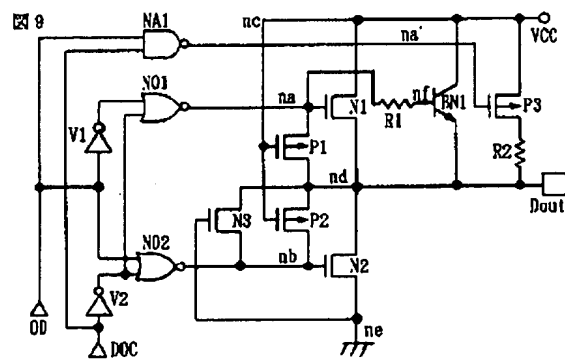 図 9
NA1
nc
na'
VCC
NO1
na
N1
R1
nf
BN1
P3
V1
P1
R2
nd
N3
P2
Dout
NO2
nb
N2
V2
ne
OD
DOC